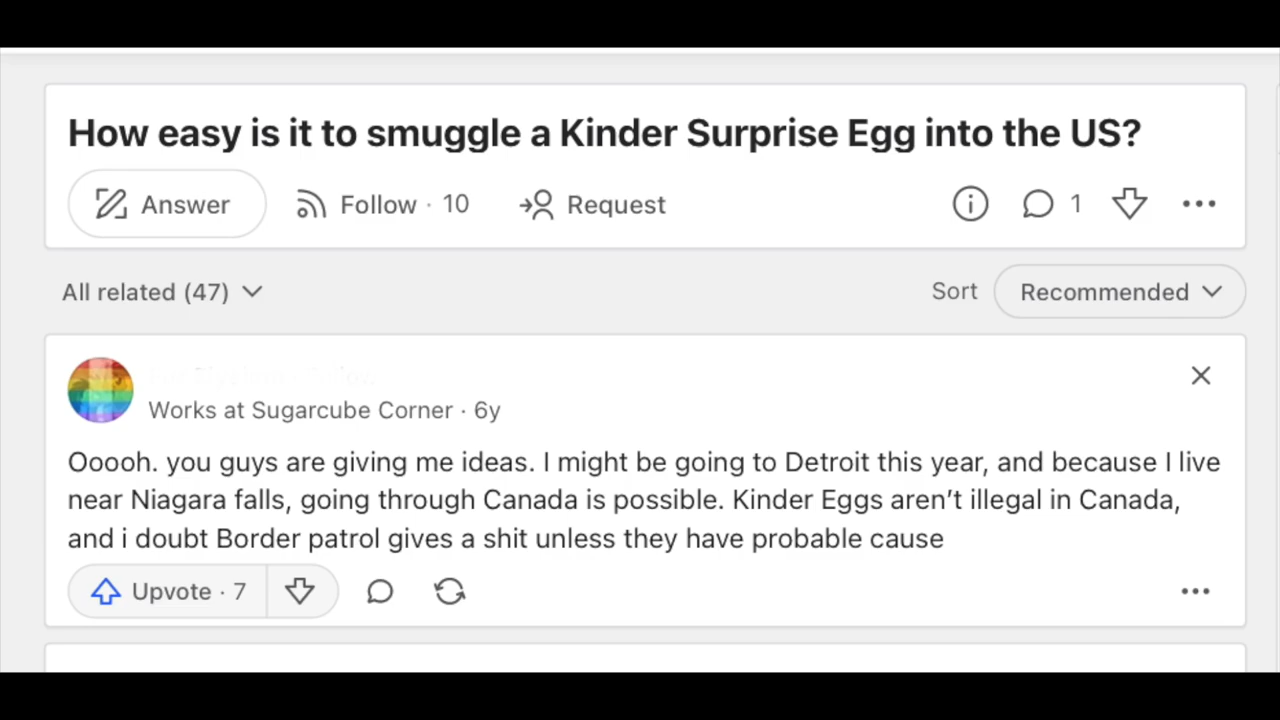 How easy is it to smuggle a Kinder Surprise Egg into the US?
Answer Follow · 10 Request 1
All related (47) Sort Recommended
Works at Sugarcube Corner · 6y
Ooooh. you guys are giving me ideas. I might be going to Detroit this year, and because I live
near Niagara falls, going through Canada is possible. Kinder Eggs aren’t illegal in Canada,
and i doubt Border patrol gives a shit unless they have probable cause
Upvote · 7